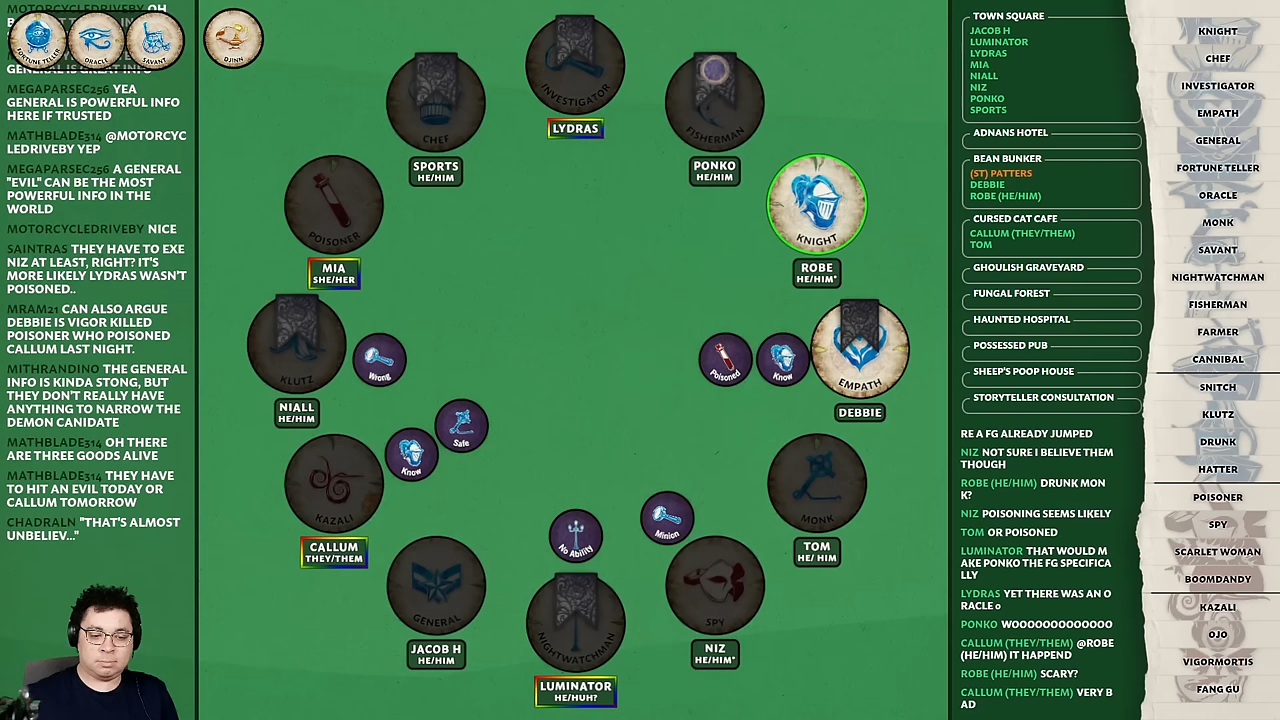 MOTORCYCLEDRIVEBY OH
FORTUNE TELLER
ORACLE
SAVANT
DJINN
GENERAL IS GREAT INFO
MEGAPARSEC256 YEA
GENERAL IS POWERFUL INFO
HERE IF TRUSTED
MATHBLADE314 @MOTORCYC
LEDRIVEBY YEP
MEGAPARSEC256 A GENERAL
"EVIL" CAN BE THE MOST
POWERFUL INFO IN THE
WORLD
MOTORCYCLEDRIVEBY NICE
SAINTRAS THEY HAVE TO EXE
NIZ AT LEAST, RIGHT? IT'S
MORE LIKELY LYDRAS WASN'T
POISONED..
MRAM21 CAN ALSO ARGUE
DEBBIE IS VIGOR KILLED
POISONER WHO POISONED
CALLUM LAST NIGHT.
MITHRANDINO THE GENERAL
INFO IS KINDA STONG, BUT
THEY DON'T REALLY HAVE
ANYTHING TO NARROW THE
DEMON CANIDATE
MATHBLADE314 OH THERE
ARE THREE GOODS ALIVE
MATHBLADE314 THEY HAVE
TO HIT AN EVIL TODAY OR
CALLUM TOMORROW
CHADRALN "THAT'S ALMOST
UNBELIEV..."
INVESTIGATOR
LYDRAS
CHEF
SPORTS
HE/HIM
FISHERMAN
PONKO
HE/HIM
POISONER
MIA
SHE/HER
KNIGHT
ROBE
HE/HIM*
KLUTZ
NIALL
HE/HIM
Wrong
Poisoned
Know
EMPATH
DEBBIE
Safe
Know
KAZALI
CALLUM
THEY/THEM
MONK
TOM
HE/ HIM
No Ability
Minion
GENERAL
JACOB H
HE/HIM
NIGHTWATCHMAN
LUMINATOR
HE/HUH?
SPY
NIZ
HE/HIM*
TOWN SQUARE
JACOB H
LUMINATOR
LYDRAS
MIA
NIALL
NIZ
PONKO
SPORTS
ADNANS HOTEL
BEAN BUNKER
(ST) PATTERS
DEBBIE
ROBE (HE/HIM)
CURSED CAT CAFE
CALLUM (THEY/THEM)
TOM
GHOULISH GRAVEYARD
FUNGAL FOREST
HAUNTED HOSPITAL
POSSESSED PUB
SHEEP'S POOP HOUSE
STORYTELLER CONSULTATION
RE A FG ALREADY JUMPED
NIZ NOT SURE I BELIEVE THEM
THOUGH
ROBE (HE/HIM) DRUNK MON
K?
NIZ POISONING SEEMS LIKELY
TOM OR POISONED
LUMINATOR THAT WOULD M
AKE PONKO THE FG SPECIFICA
LLY
LYDRAS YET THERE WAS AN O
RACLE 0
PONKO WOOOOOOOOOOOOO
CALLUM (THEY/THEM) @ROBE
(HE/HIM) IT HAPPEND
ROBE (HE/HIM) SCARY?
CALLUM (THEY/THEM) VERY B
AD
KNIGHT
CHEF
INVESTIGATOR
EMPATH
GENERAL
FORTUNE TELLER
ORACLE
MONK
SAVANT
NIGHTWATCHMAN
FISHERMAN
FARMER
CANNIBAL
SNITCH
KLUTZ
DRUNK
HATTER
POISONER
SPY
SCARLET WOMAN
BOOMDANDY
KAZALI
OJO
VIGORMORTIS
FANG GU